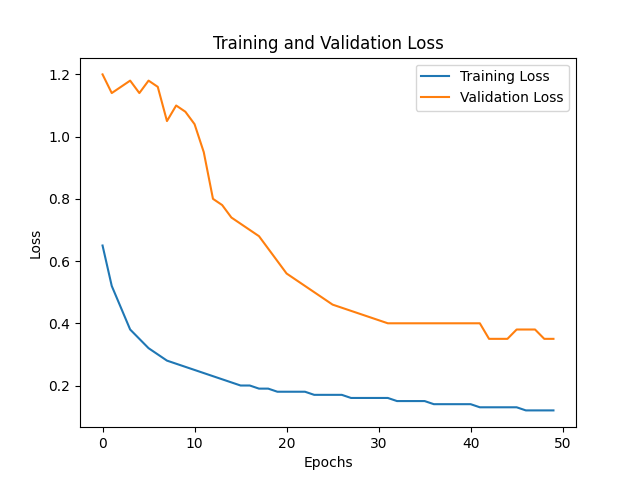 Training and Validation Loss
Training Loss
Validation Loss
1.2
1.0
0.8
0.6
0.4
0.2
Loss
0 10 20 30 40 50
Epochs